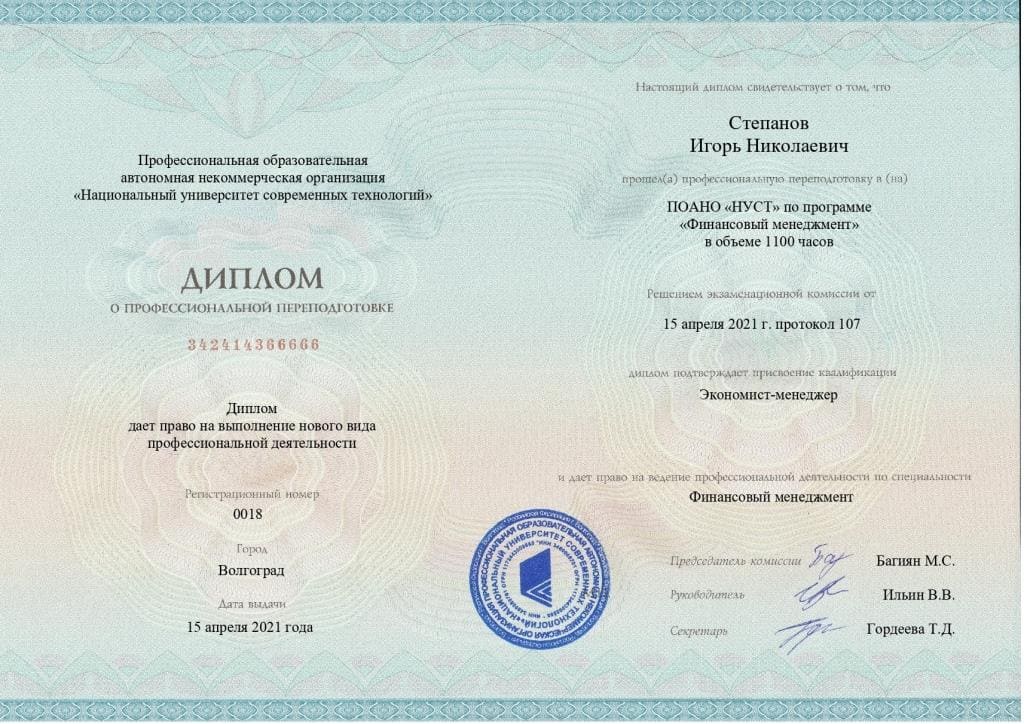 Профессиональная образовательная
автономная некоммерческая организация
«Национальный университет современных технологий»
ДИПЛОМ
О ПРОФЕССИОНАЛЬНОЙ ПЕРЕПОДГОТОВКЕ
342414366666
Диплом
дает право на выполнение нового вида
профессиональной деятельности
Регистрационный номер
0018
Город
Волгоград
Дата выдачи
15 апреля 2021 года
Настоящий диплом свидетельствует о том, что
Степанов
Игорь Николаевич
прошел(а) профессиональную переподготовку в (на)
ПОАНО «НУСТ» по программе
«Финансовый менеджмент»
в объеме 1100 часов
Решением экзаменационной комиссии от
15 апреля 2021 г. протокол 107
диплом подтверждает присвоение квалификации
Экономист-менеджер
и дает право на ведение профессиональной деятельности по специальности
Финансовый менеджмент
Председатель комиссии Багиян М.С.
Руководитель Ильин В.В.
Секретарь Гордеева Т.Д.
ПРОФЕССИОНАЛЬНАЯ ОБРАЗОВАТЕЛЬНАЯ АВТОНОМНАЯ НЕКОММЕРЧЕСКАЯ ОРГАНИЗАЦИЯ
«НАЦИОНАЛЬНЫЙ УНИВЕРСИТЕТ СОВРЕМЕННЫХ ТЕХНОЛОГИЙ»